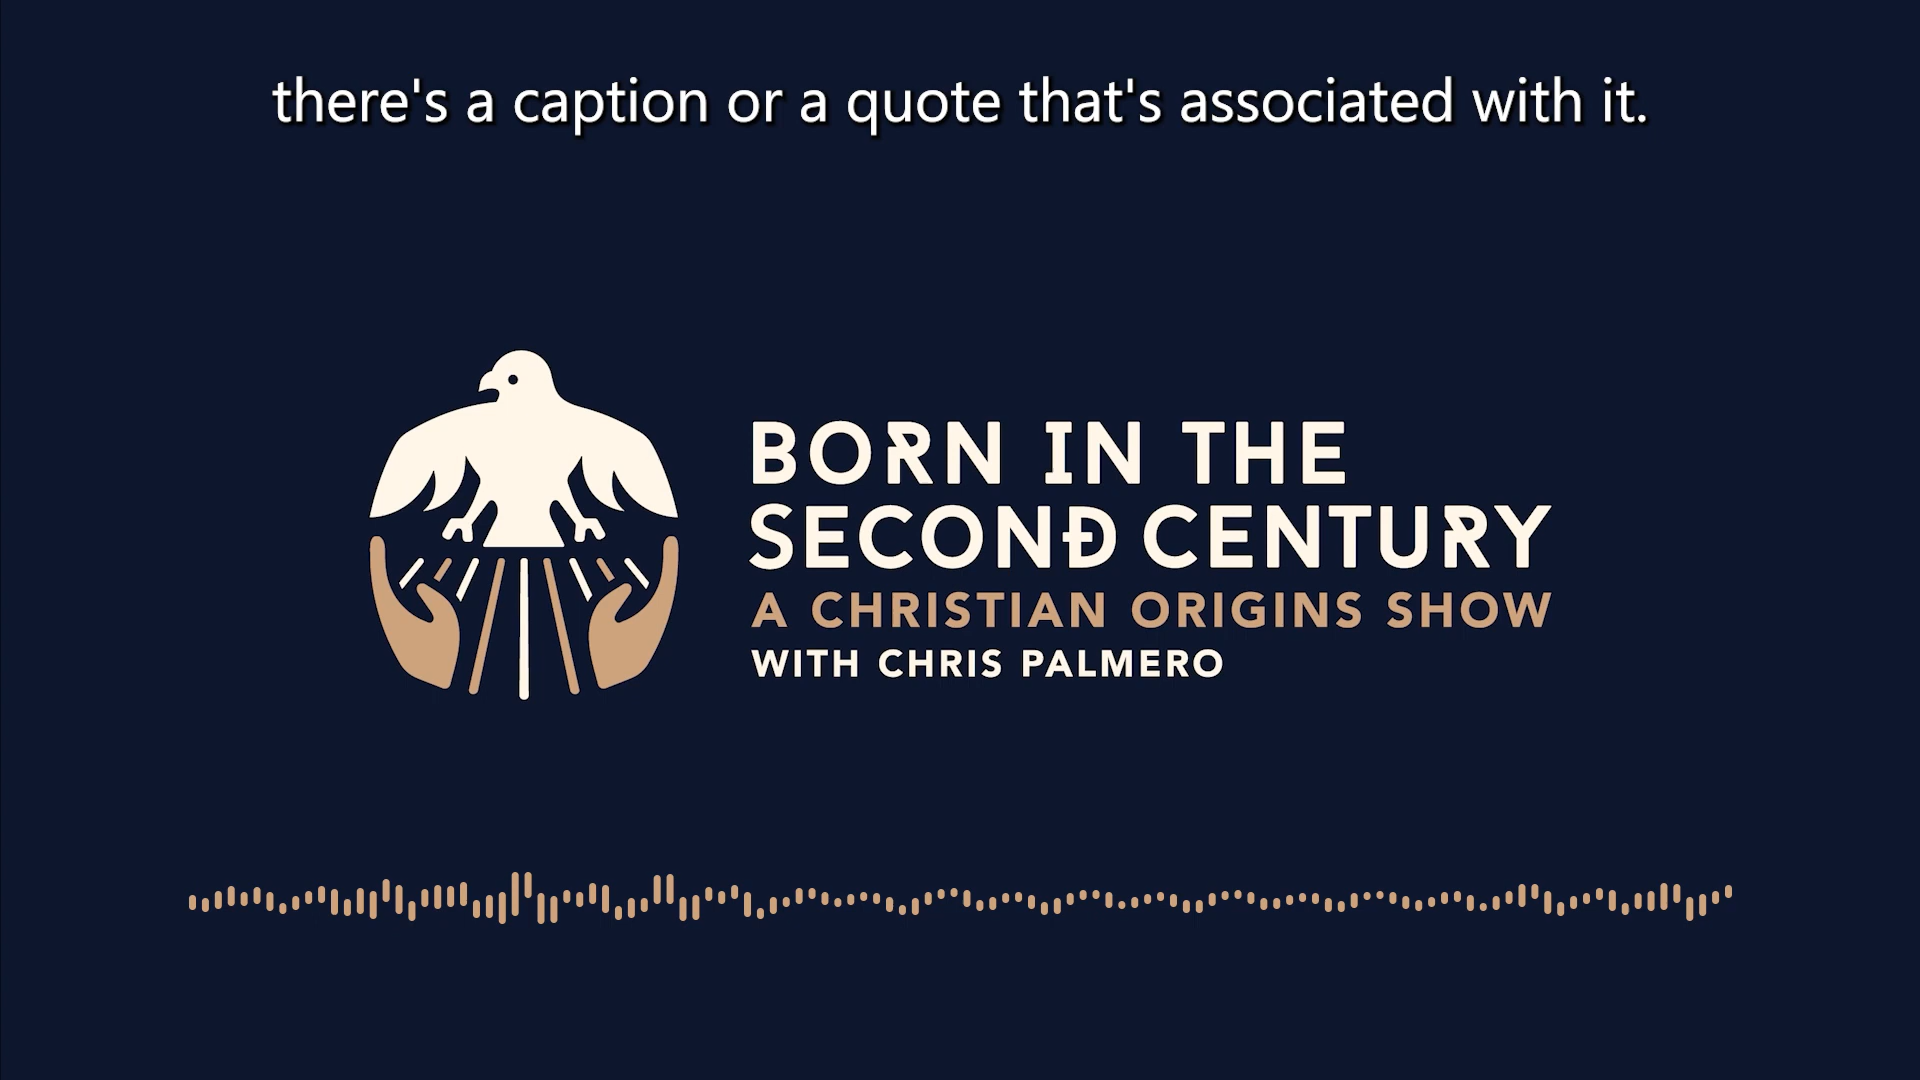 there's a caption or a quote that's associated with it.
BORN IN THE
SECOND CENTURY
A CHRISTIAN ORIGINS SHOW
WITH CHRIS PALMERO